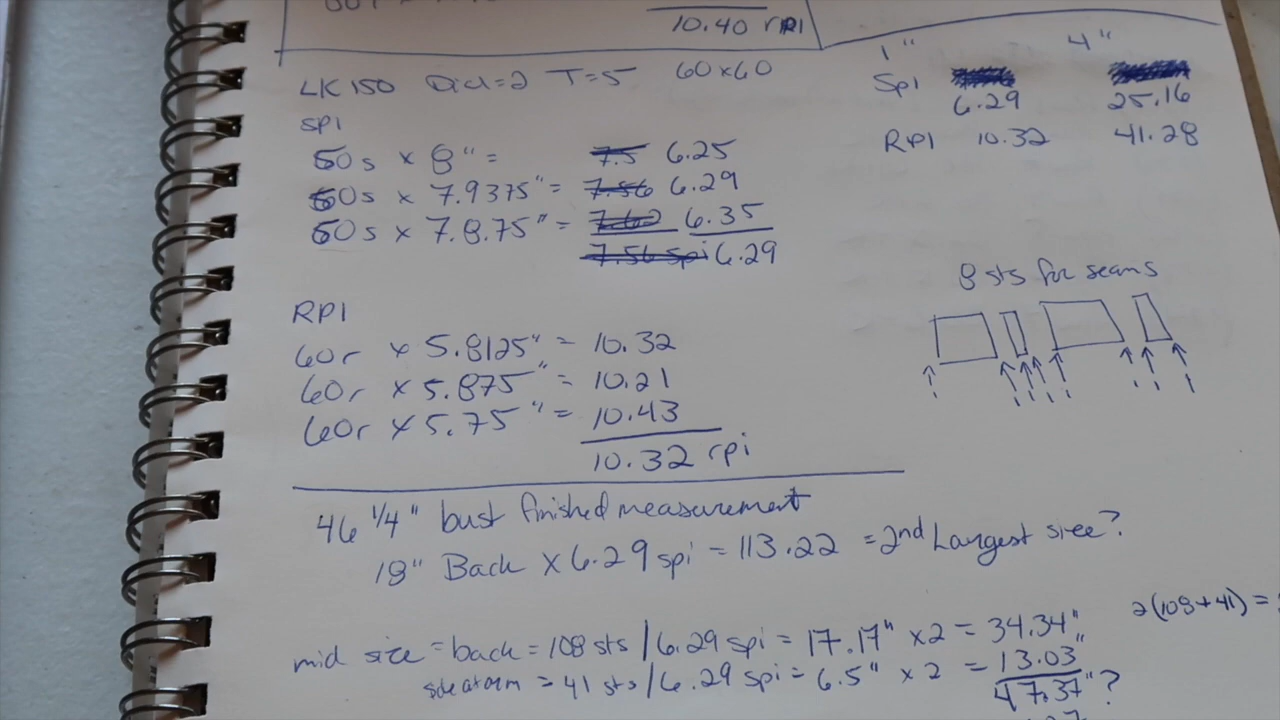 10.40 rpi
LK150 Dial=2 T=5 60x60
spi
50s x 8" = 7.5 6.25
50s x 7.9375" = 7.56 6.29
50s x 7.8.75" = 7.62 6.35
7.56 spi 6.29
RPI
60r x 5.8125" = 10.32
60r x 5.875" = 10.21
60r x 5.75" = 10.43
10.32 rpi
1" 4"
Spi
6.29 25.16
RPI 10.32 41.28
8 sts for seams
46 1/4" bust finished measurement
18" Back x 6.29 spi = 113.22 = 2nd Largest size?
mid size = back = 108 sts / 6.29 spi = 17.17" x2 = 34.34"
2(108+41) =
= 41 sts / 6.29 spi = 6.5" x 2 = 13.03"
47.37"?